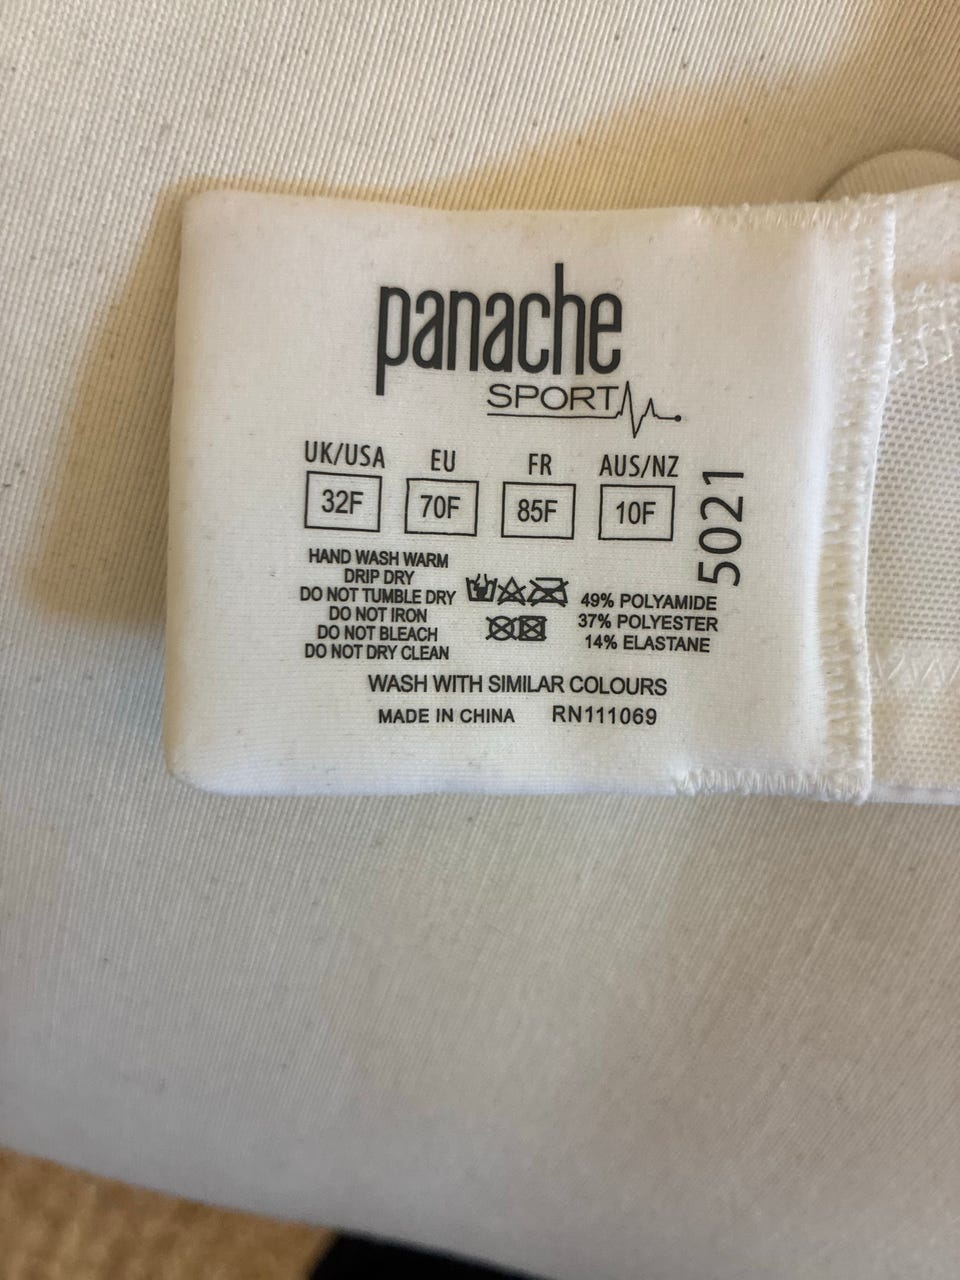 panache
SPORT
UK/USA EU FR AUS/NZ
32F 70F 85F 10F
5021
HAND WASH WARM
DRIP DRY
DO NOT TUMBLE DRY
DO NOT IRON
DO NOT BLEACH
DO NOT DRY CLEAN
49% POLYAMIDE
37% POLYESTER
14% ELASTANE
WASH WITH SIMILAR COLOURS
MADE IN CHINA RN111069